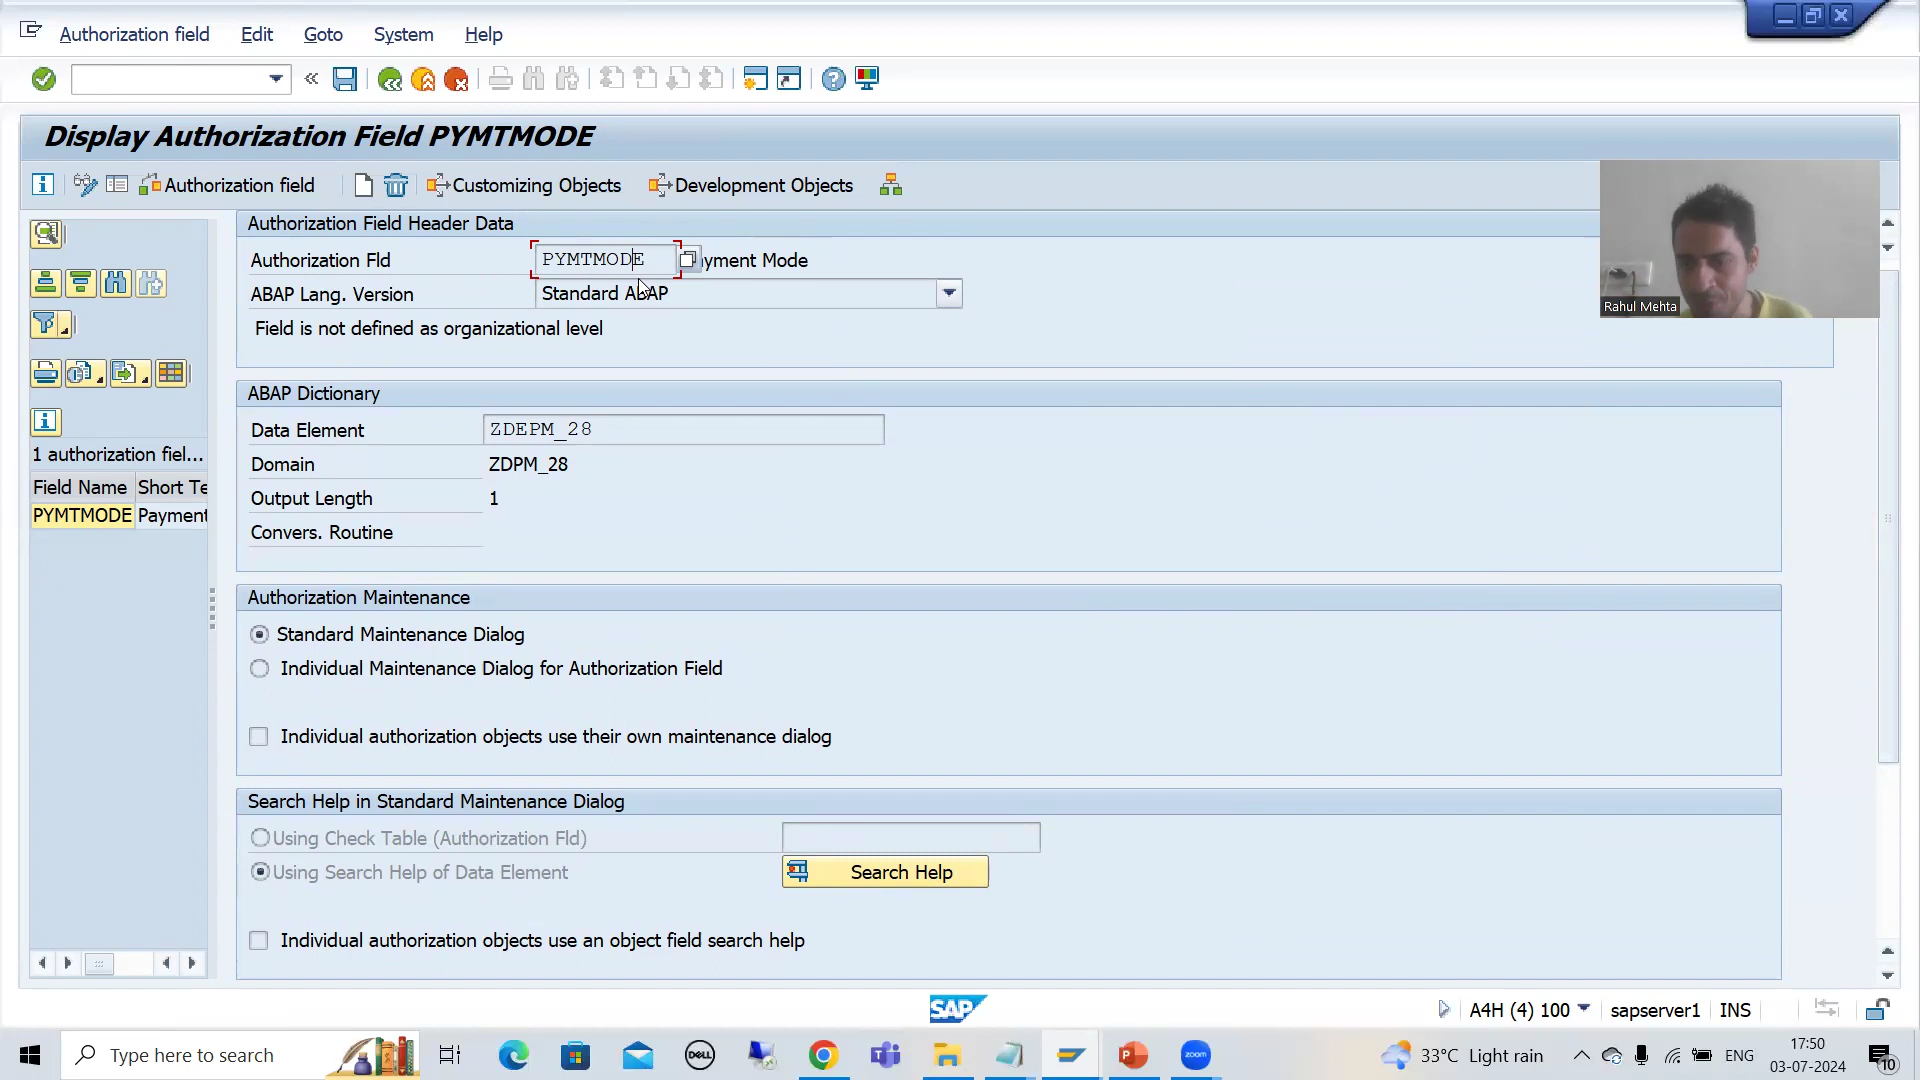 Authorization field Edit Goto System Help
Display Authorization Field PYMTMODE
Authorization field Customizing Objects Development Objects
Authorization Field Header Data
Authorization Fld PYMTMODE yment Mode
ABAP Lang. Version Standard ABAP
Field is not defined as organizational level
Rahul Mehta
ABAP Dictionary
Data Element ZDEPM_28
Domain ZDPM_28
Output Length 1
Convers. Routine
1 authorization fiel...
Field Name Short Te
PYMTMODE Payment
Authorization Maintenance
Standard Maintenance Dialog
Individual Maintenance Dialog for Authorization Field
Individual authorization objects use their own maintenance dialog
Search Help in Standard Maintenance Dialog
Using Check Table (Authorization Fld)
Using Search Help of Data Element Search Help
Individual authorization objects use an object field search help
SAP A4H (4) 100 sapserver1 INS
Type here to search DELL zoom 33°C Light rain ENG 17:50
03-07-2024 10